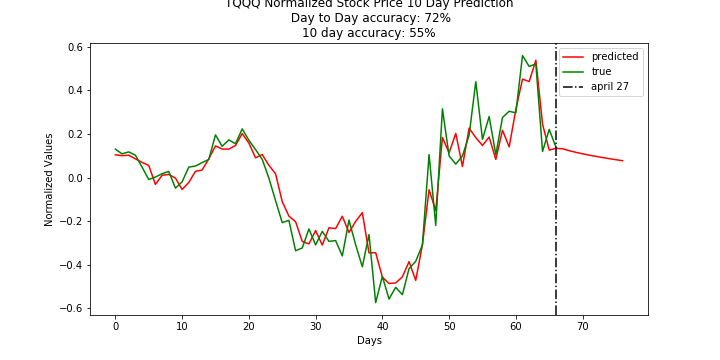 TQQQ Normalized Stock Price 10 Day Prediction
Day to Day accuracy: 72%
10 day accuracy: 55%
0.6
0.4
0.2
0.0
−0.2
−0.4
−0.6
Normalized Values
predicted
true
april 27
0 10 20 30 40 50 60 70
Days